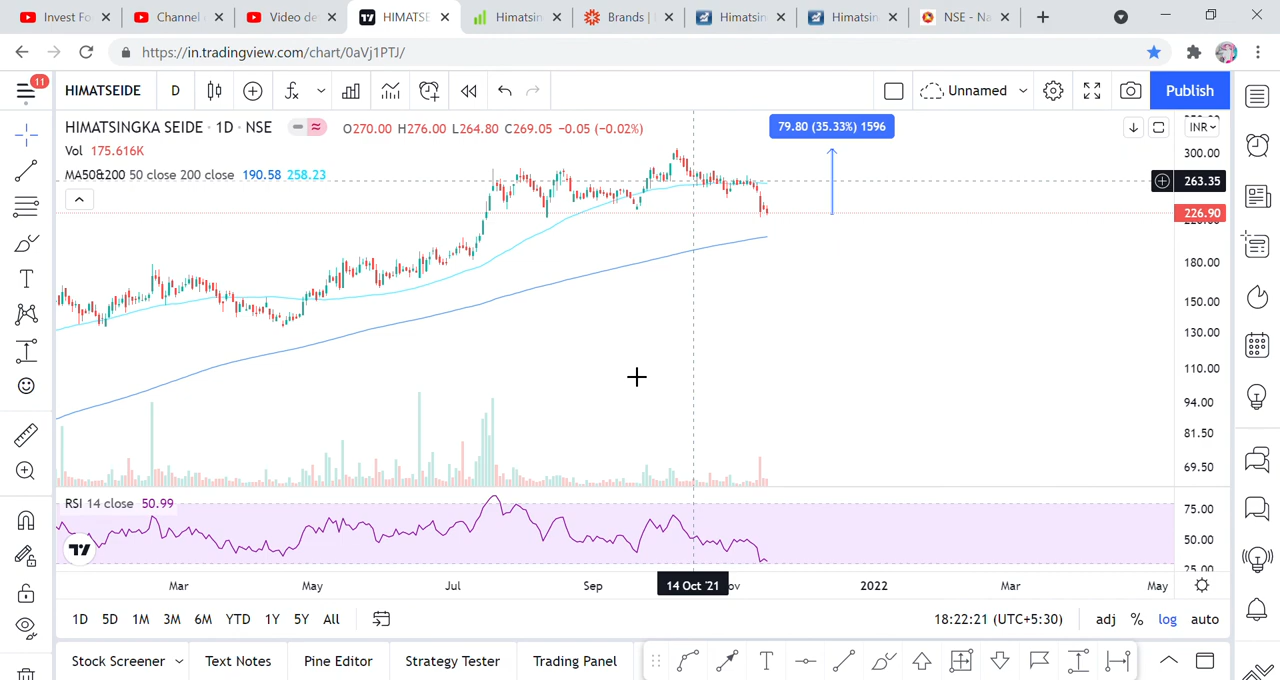 Invest Fo
Channel
Video de
HIMATSE
Himatsin
Brands |
Himatsin
Himatsin
NSE - Na
https://in.tradingview.com/chart/0aVj1PTJ/
11
HIMATSEIDE D Unnamed Publish
HIMATSINGKA SEIDE · 1D · NSE O270.00 H276.00 L264.80 C269.05 -0.05 (-0.02%)
79.80 (35.33%) 1596
INR
Vol 175.616K
300.00
MA50&200 50 close 200 close 190.58 258.23
263.35
226.90
180.00
150.00
130.00
110.00
94.00
81.50
69.50
RSI 14 close 50.99
75.00
50.00
25.00
Mar May Jul Sep 14 Oct '21 2022 Mar May
1D 5D 1M 3M 6M YTD 1Y 5Y All 18:22:21 (UTC+5:30) adj % log auto
Stock Screener Text Notes Pine Editor Strategy Tester Trading Panel